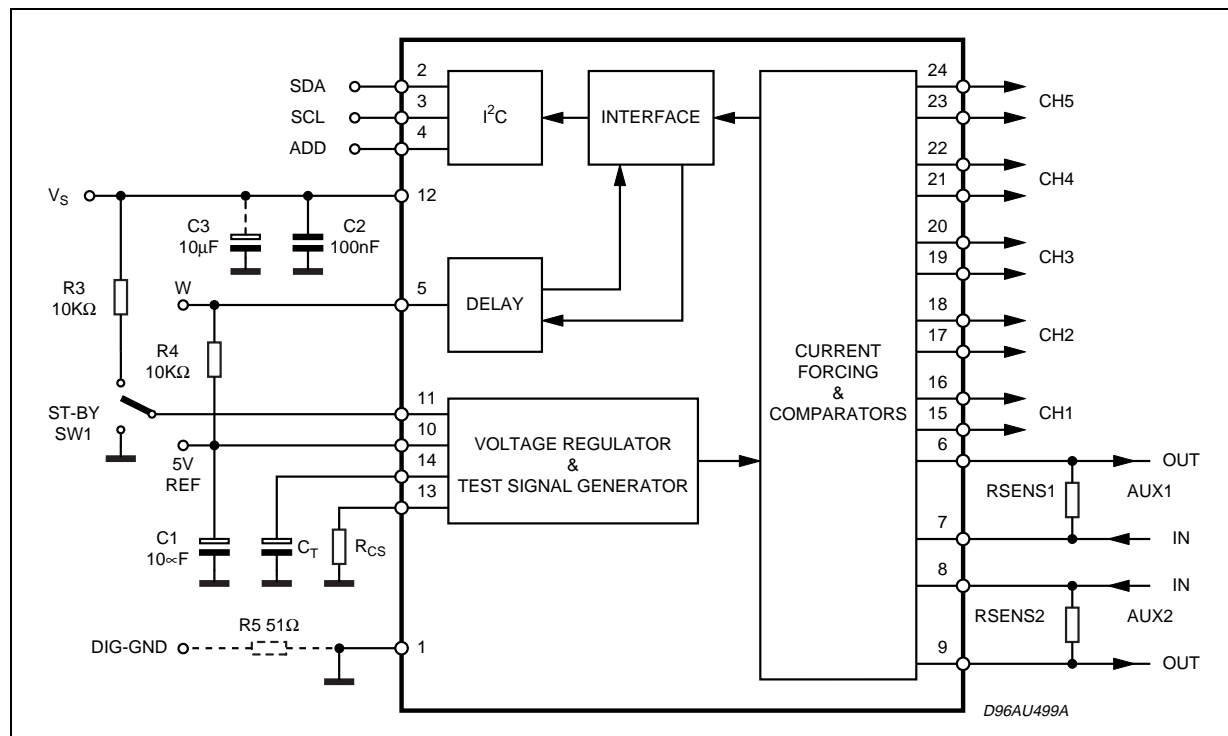 SDA
SCL
ADD
2
3
4
I²C
INTERFACE
24
23
CH5
22
21
CH4
20
19
CH3
18
17
CH2
16
15
CH1
V_S
12
C3
10μF
C2
100nF
R3
10KΩ
W
5
DELAY
R4
10KΩ
ST-BY
SW1
11
10
14
13
VOLTAGE REGULATOR
&
TEST SIGNAL GENERATOR
CURRENT
FORCING
&
COMPARATORS
5V
REF
C1
10∝F
C_T
R_CS
6
OUT
RSENS1
AUX1
7
IN
8
IN
RSENS2
AUX2
9
OUT
DIG-GND
R5 51Ω
1
D96AU499A